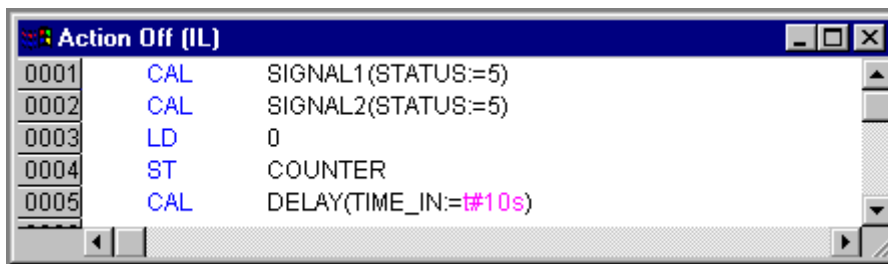 Action Off (IL)
0001 CAL SIGNAL1(STATUS:=5)
0002 CAL SIGNAL2(STATUS:=5)
0003 LD 0
0004 ST COUNTER
0005 CAL DELAY(TIME_IN:=t#10s)